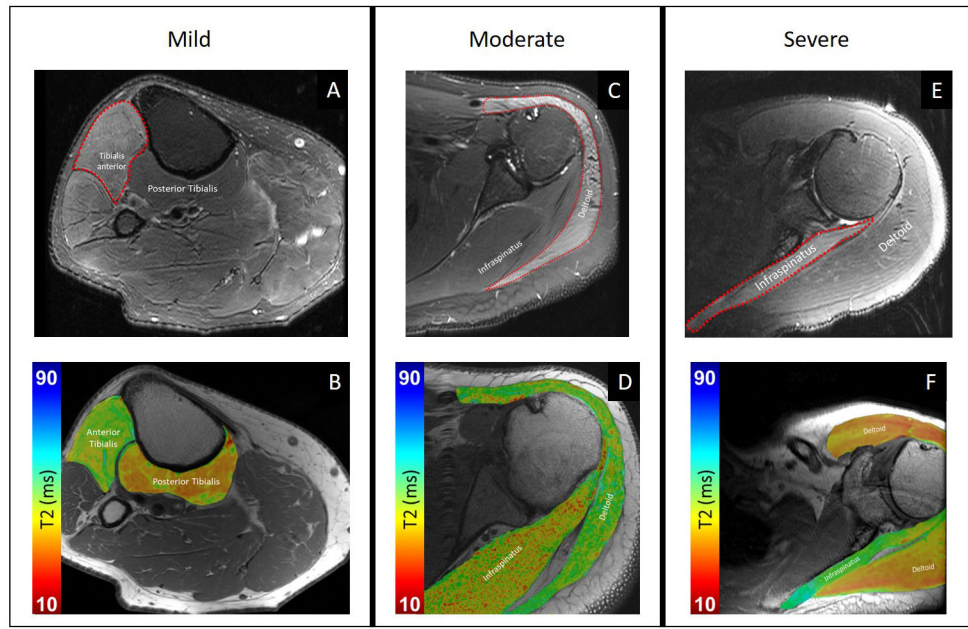 Mild
Moderate
Severe
A
Tibialis
anterior
Posterior Tibialis
C
Deltoid
Infraspinatus
E
Infraspinatus
Deltoid
90
T2 (ms)
10
B
Anterior
Tibialis
Posterior Tibialis
90
T2 (ms)
10
D
Infraspinatus
Deltoid
90
T2 (ms)
10
F
Deltoid
Infraspinatus
Deltoid